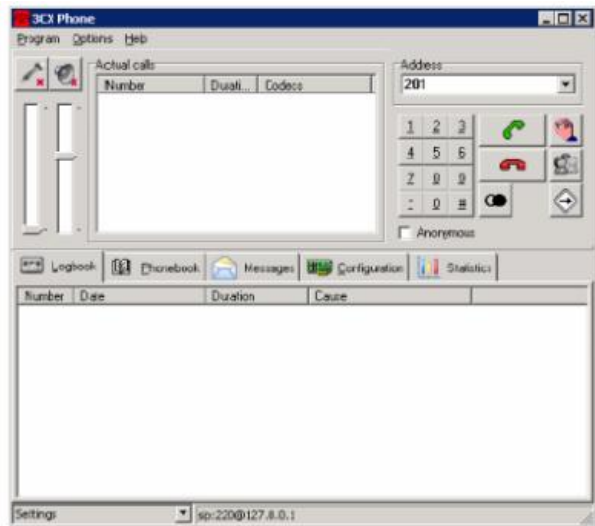 3CX Phone
Program Options Help
Actual calls
Number Durati... Codecs
Address
201
1 2 3
4 5 6
7 8 9
0 #
Anonymous
Logbook Phonebook Messages Configuration Statistics
Number Date Duration Cause
Settings sip:220@127.0.0.1